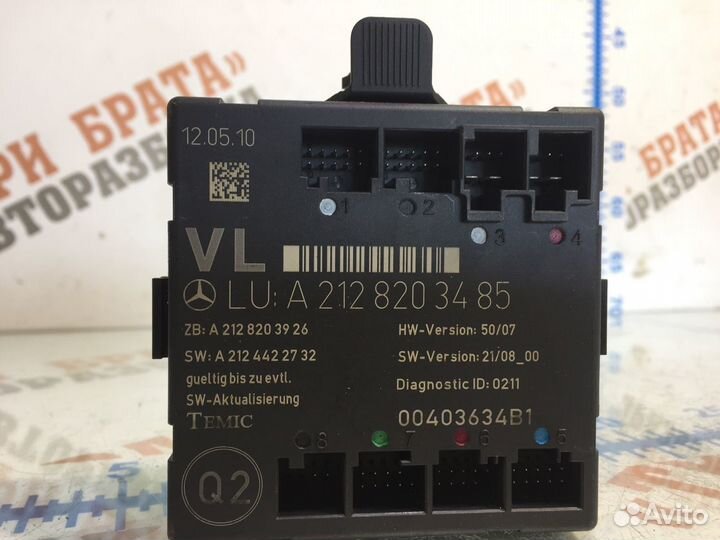 РИ БРАТА»
ВТОРАЗБО
И БРАТА»
РАЗБОР
12.05.10
1 2 3 4
VL
LU: A 212 820 34 85
ZB: A 212 820 39 26
HW-Version: 50/07
SW: A 212 442 27 32
SW-Version: 21/08_00
gueltig bis zu evtl.
Diagnostic ID: 0211
SW-Aktualisierung
TEMIC
00403634B1
8 7 6 5
Q2
Avito